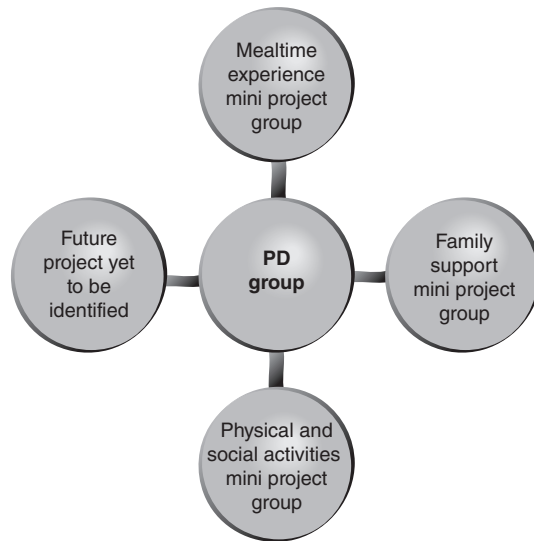 Mealtime
experience
mini project
group
Future
project yet
to be
identified
PD
group
Family
support
mini project
group
Physical and
social activities
mini project
group